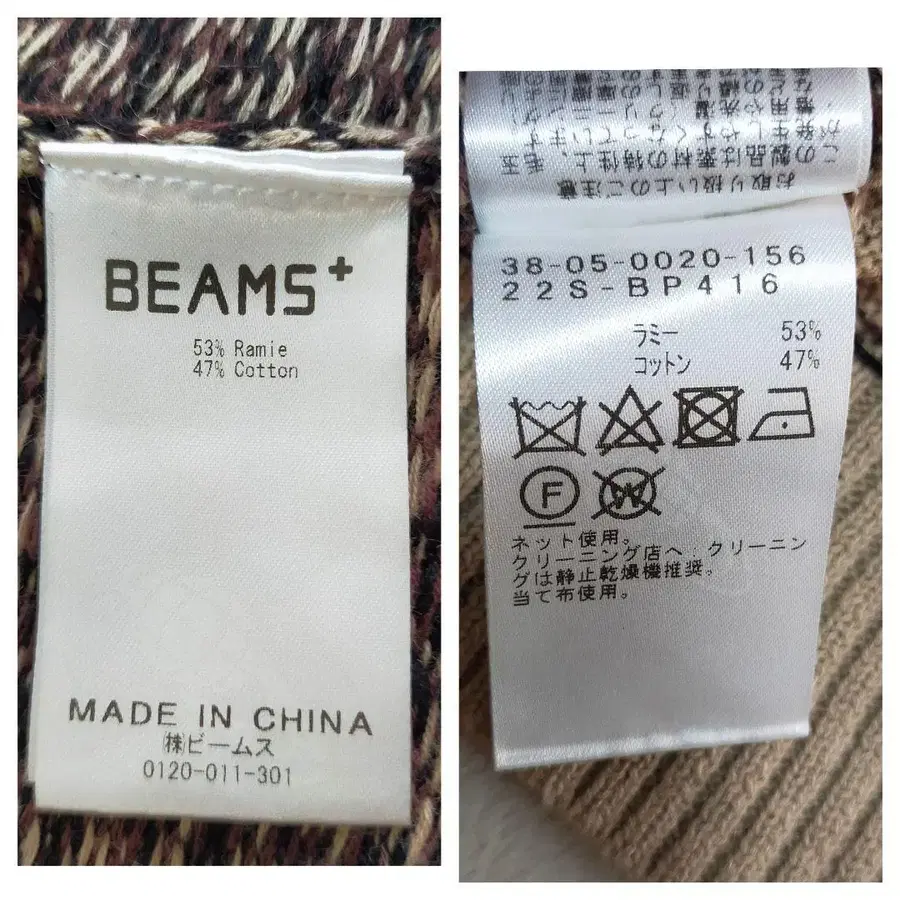 BEAMS+
53% Ramie
47% Cotton
MADE IN CHINA
㈱ビームス
0120-011-301
お取り扱い上のご注意
38-05-0020-156
22S-BP416
ラミー 53%
コットン 47%
F
W
ネット使用。
クリーニング店へ:クリーニン
グは静止乾燥機推奨。
当て布使用。